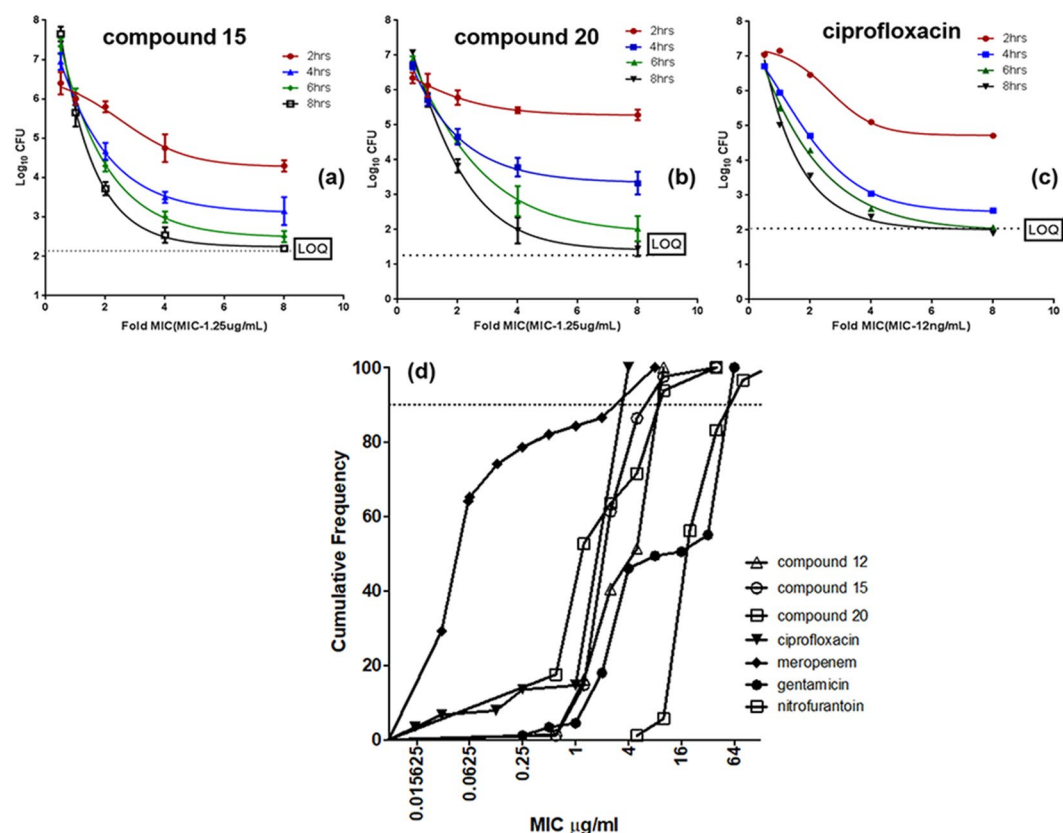 compound 15
8
7
6
5
4
3
2
1
Log10 CFU
2hrs
4hrs
6hrs
8hrs
(a)
LOQ
0
2
4
6
8
10
Fold MIC(MIC-1.25ug/mL)
compound 20
8
7
6
5
4
3
2
1
0
Log10 CFU
2hrs
4hrs
6hrs
8hrs
(b)
LOQ
0
2
4
6
8
10
Fold MIC(MIC-1.25ug/mL)
ciprofloxacin
8
7
6
5
4
3
2
1
0
Log10 CFU
2hrs
4hrs
6hrs
8hrs
(c)
LOQ
0
2
4
6
8
10
Fold MIC(MIC-12ng/mL)
(d)
100
80
60
40
20
0
Cumulative Frequency
compound 12
compound 15
compound 20
ciprofloxacin
meropenem
gentamicin
nitrofurantoin
0.015625
0.0625
0.25
1
4
16
64
MIC μg/ml